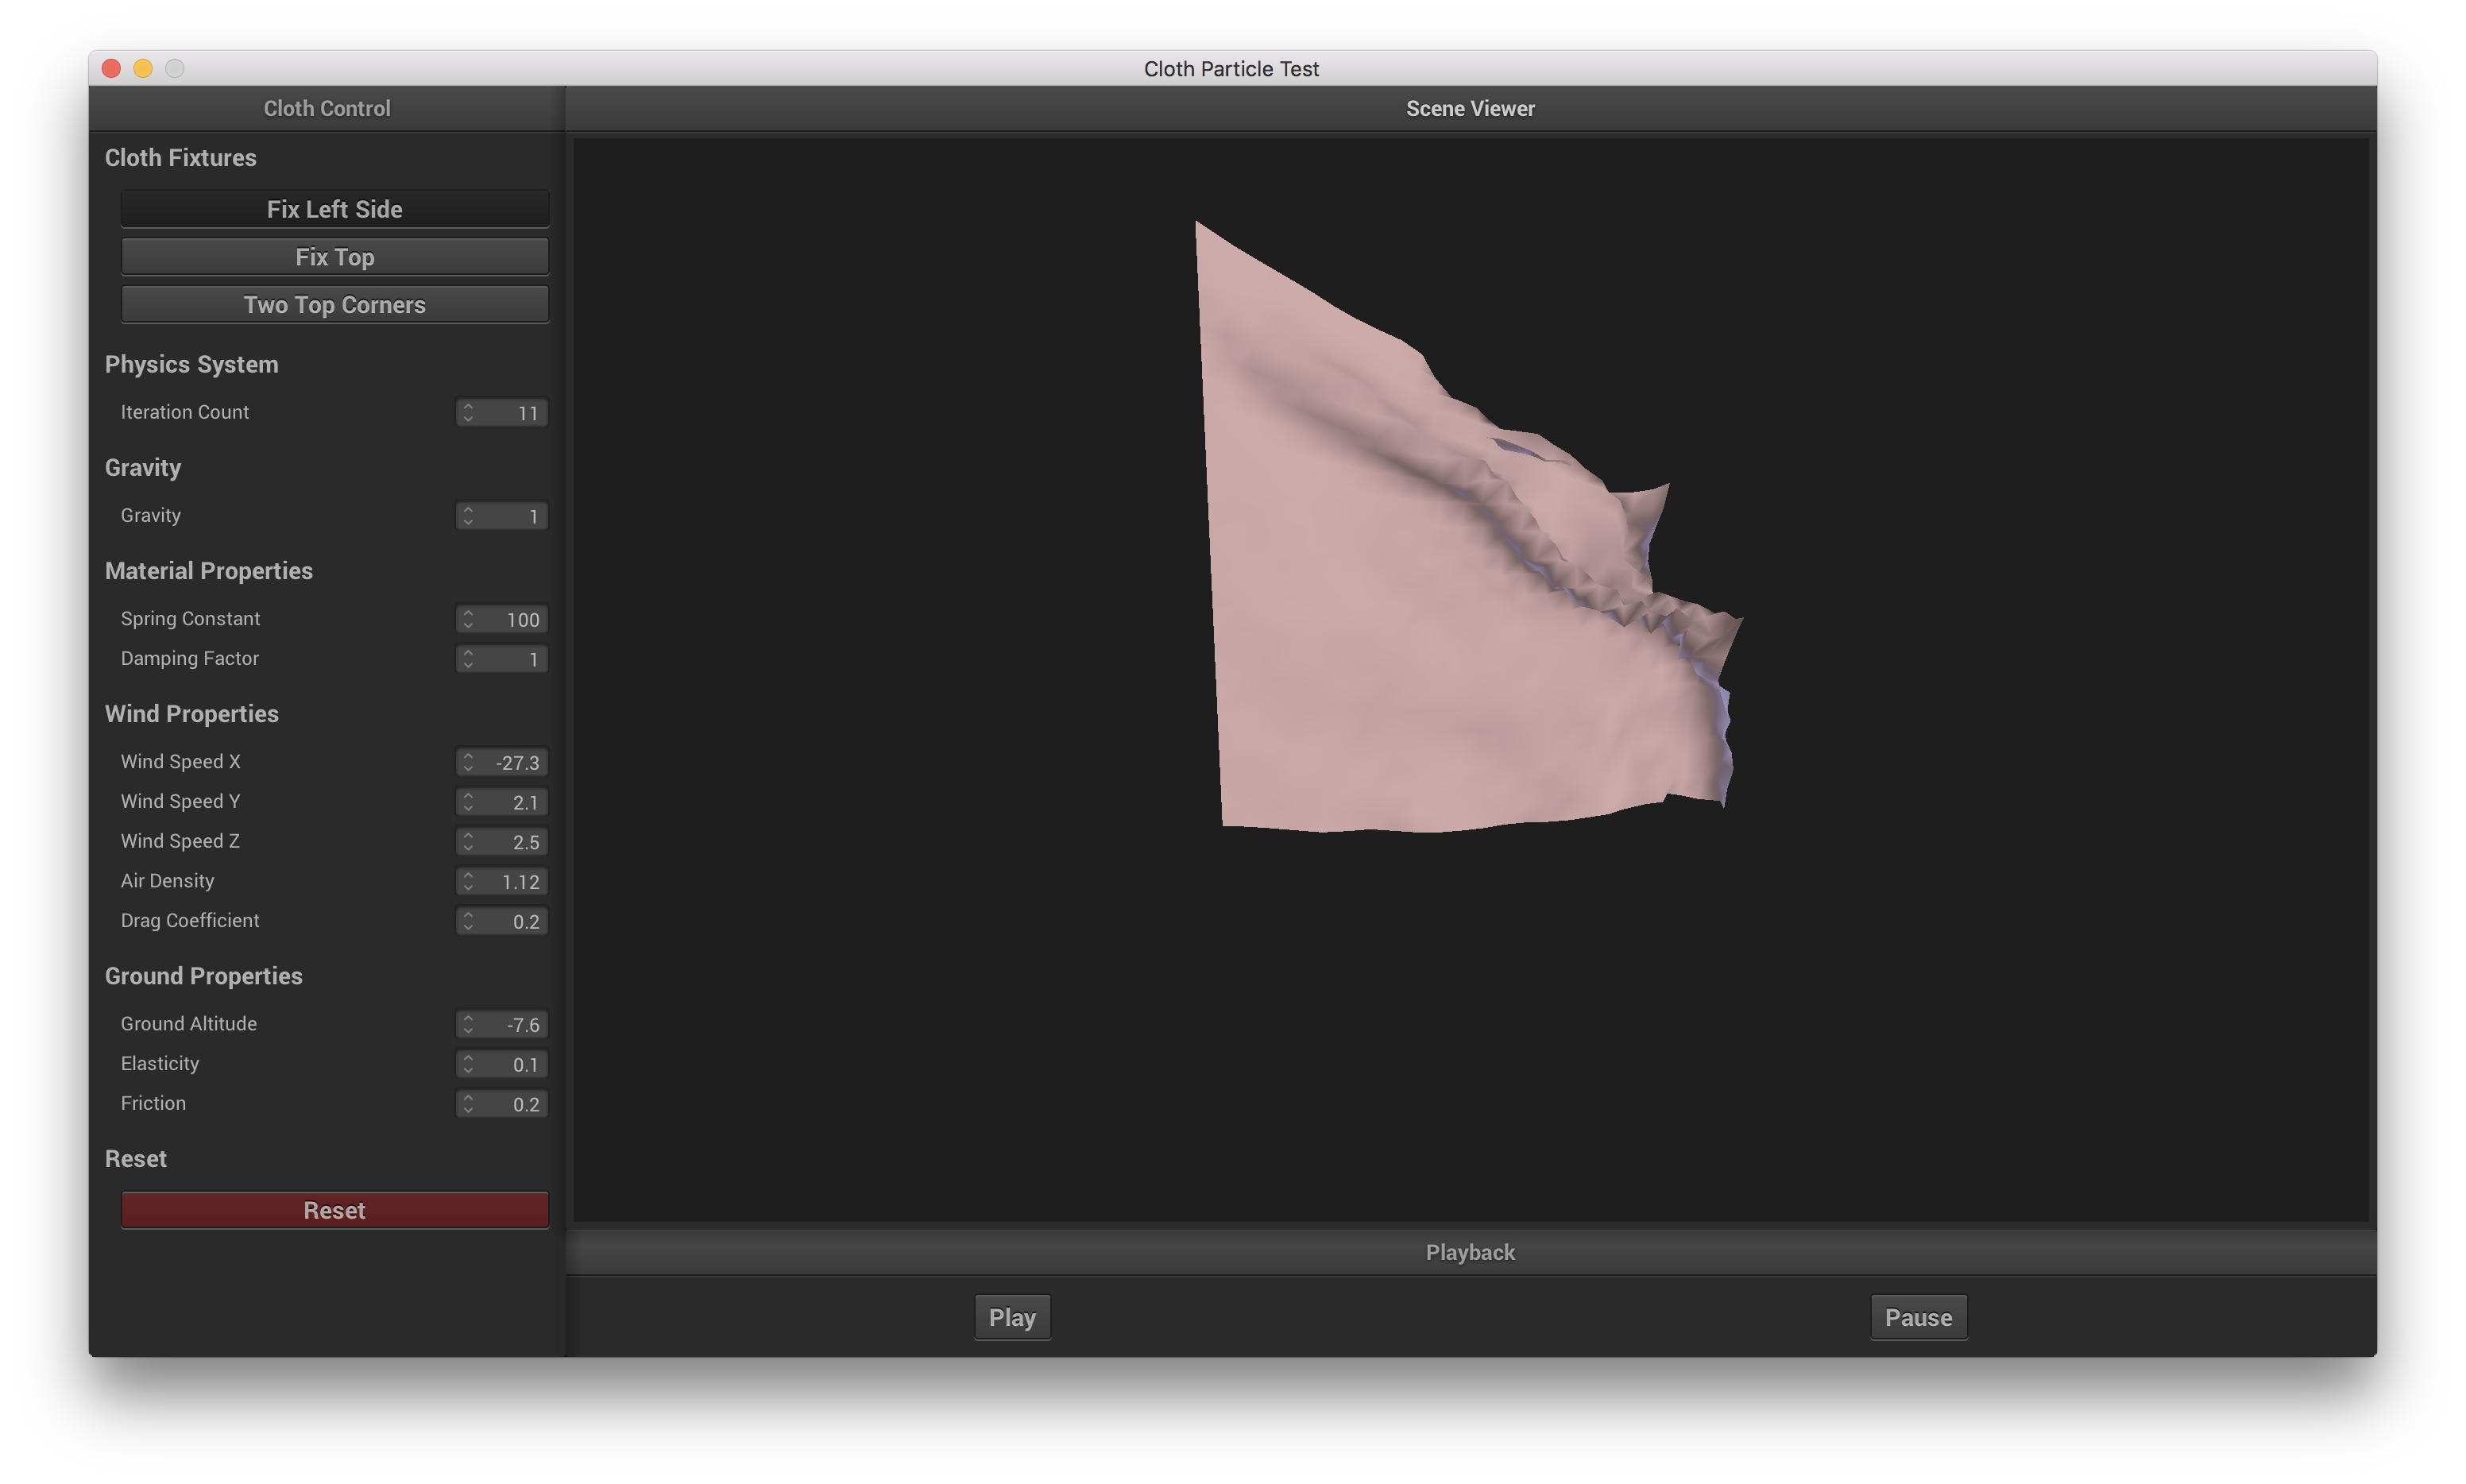 Cloth Particle Test
Cloth Control
Scene Viewer
Cloth Fixtures
Fix Left Side
Fix Top
Two Top Corners
Physics System
Iteration Count 11
Gravity
Gravity 1
Material Properties
Spring Constant 100
Damping Factor 1
Wind Properties
Wind Speed X -27.3
Wind Speed Y 2.1
Wind Speed Z 2.5
Air Density 1.12
Drag Coefficient 0.2
Ground Properties
Ground Altitude -7.6
Elasticity 0.1
Friction 0.2
Reset
Reset
Playback
Play
Pause